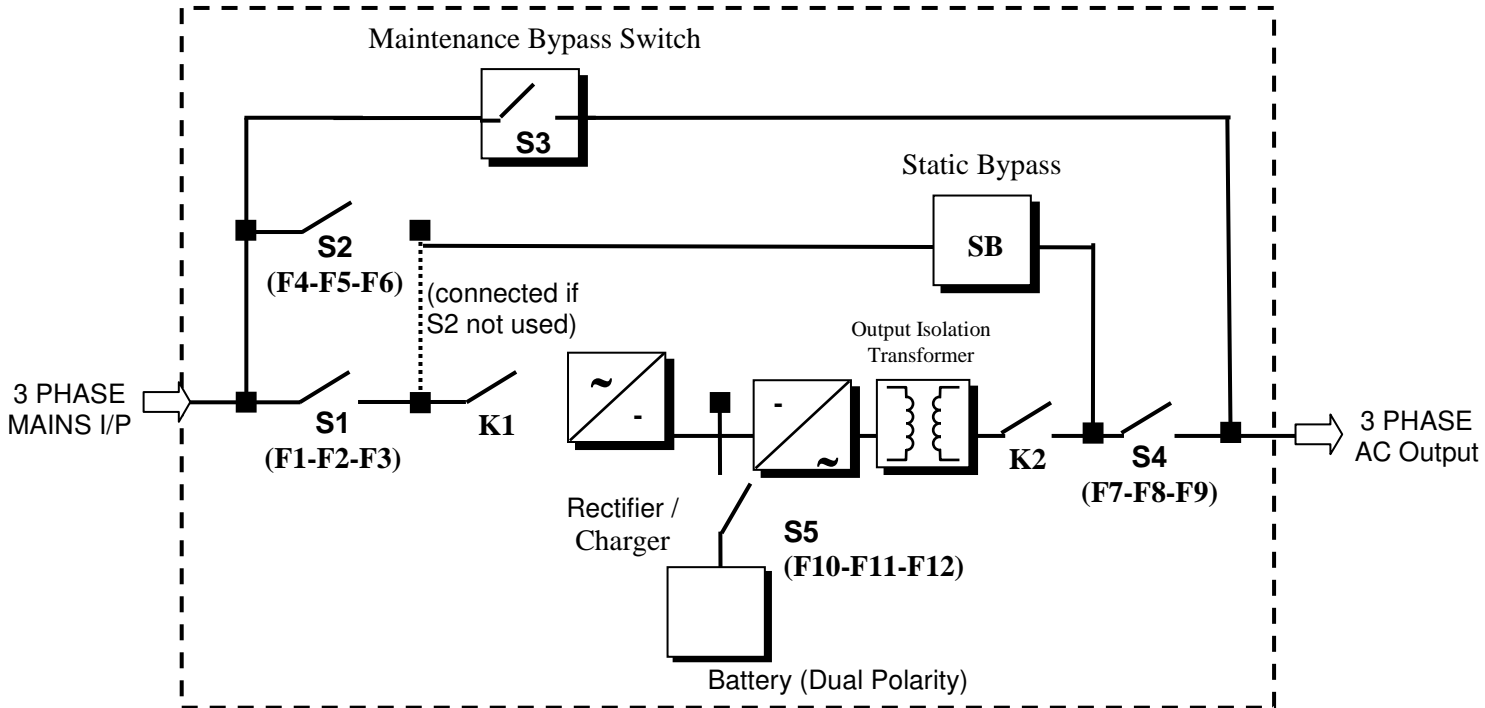 Maintenance Bypass Switch
S3
Static Bypass
SB
S2
(F4-F5-F6)
(connected if
S2 not used)
Output Isolation
Transformer
3 PHASE
MAINS I/P
S1
(F1-F2-F3)
K1
~
-
-
~
K2
S4
(F7-F8-F9)
3 PHASE
AC Output
Rectifier /
Charger
S5
(F10-F11-F12)
Battery (Dual Polarity)